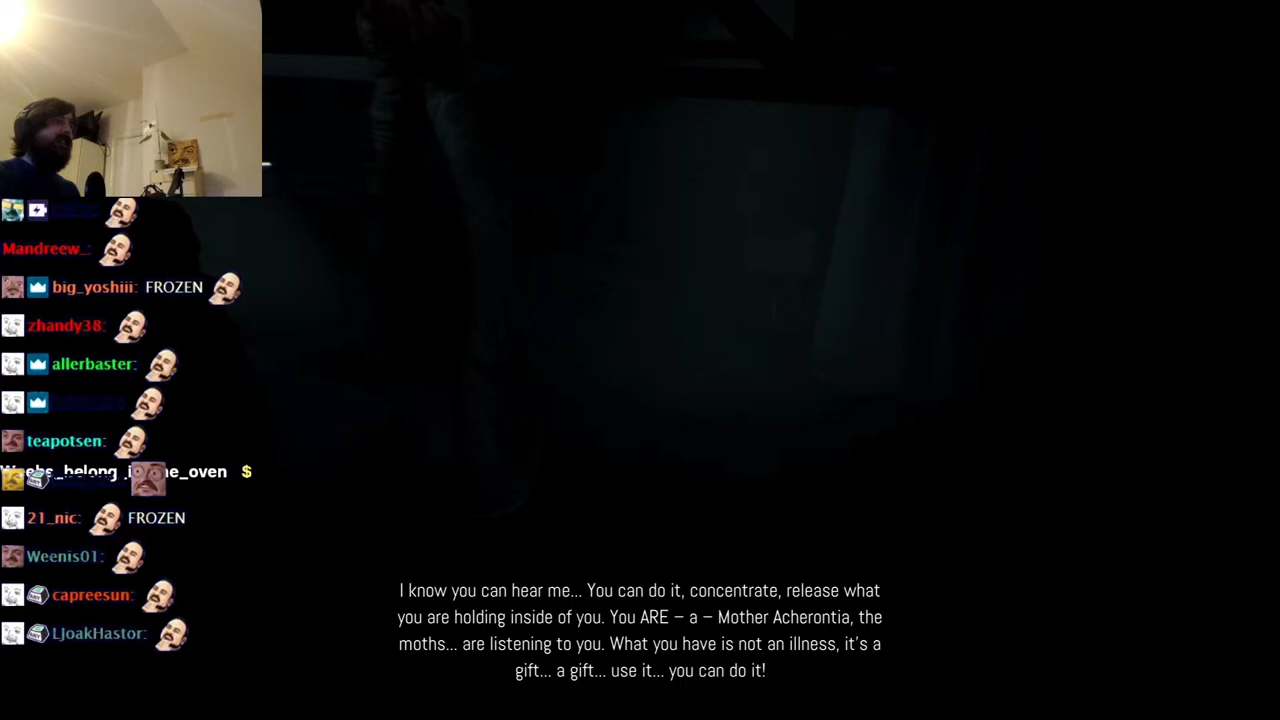 Mandreew_:
big_yoshiii: FROZEN
zhandy38:
allerbaster:
teapotsen:
$
21_nic: FROZEN
Weenis01:
capreesun:
LJoakHastor:
I know you can hear me... You can do it, concentrate, release what
you are holding inside of you. You ARE – a – Mother Acherontia, the
moths... are listening to you. What you have is not an illness, it's a
gift... a gift... use it... you can do it!